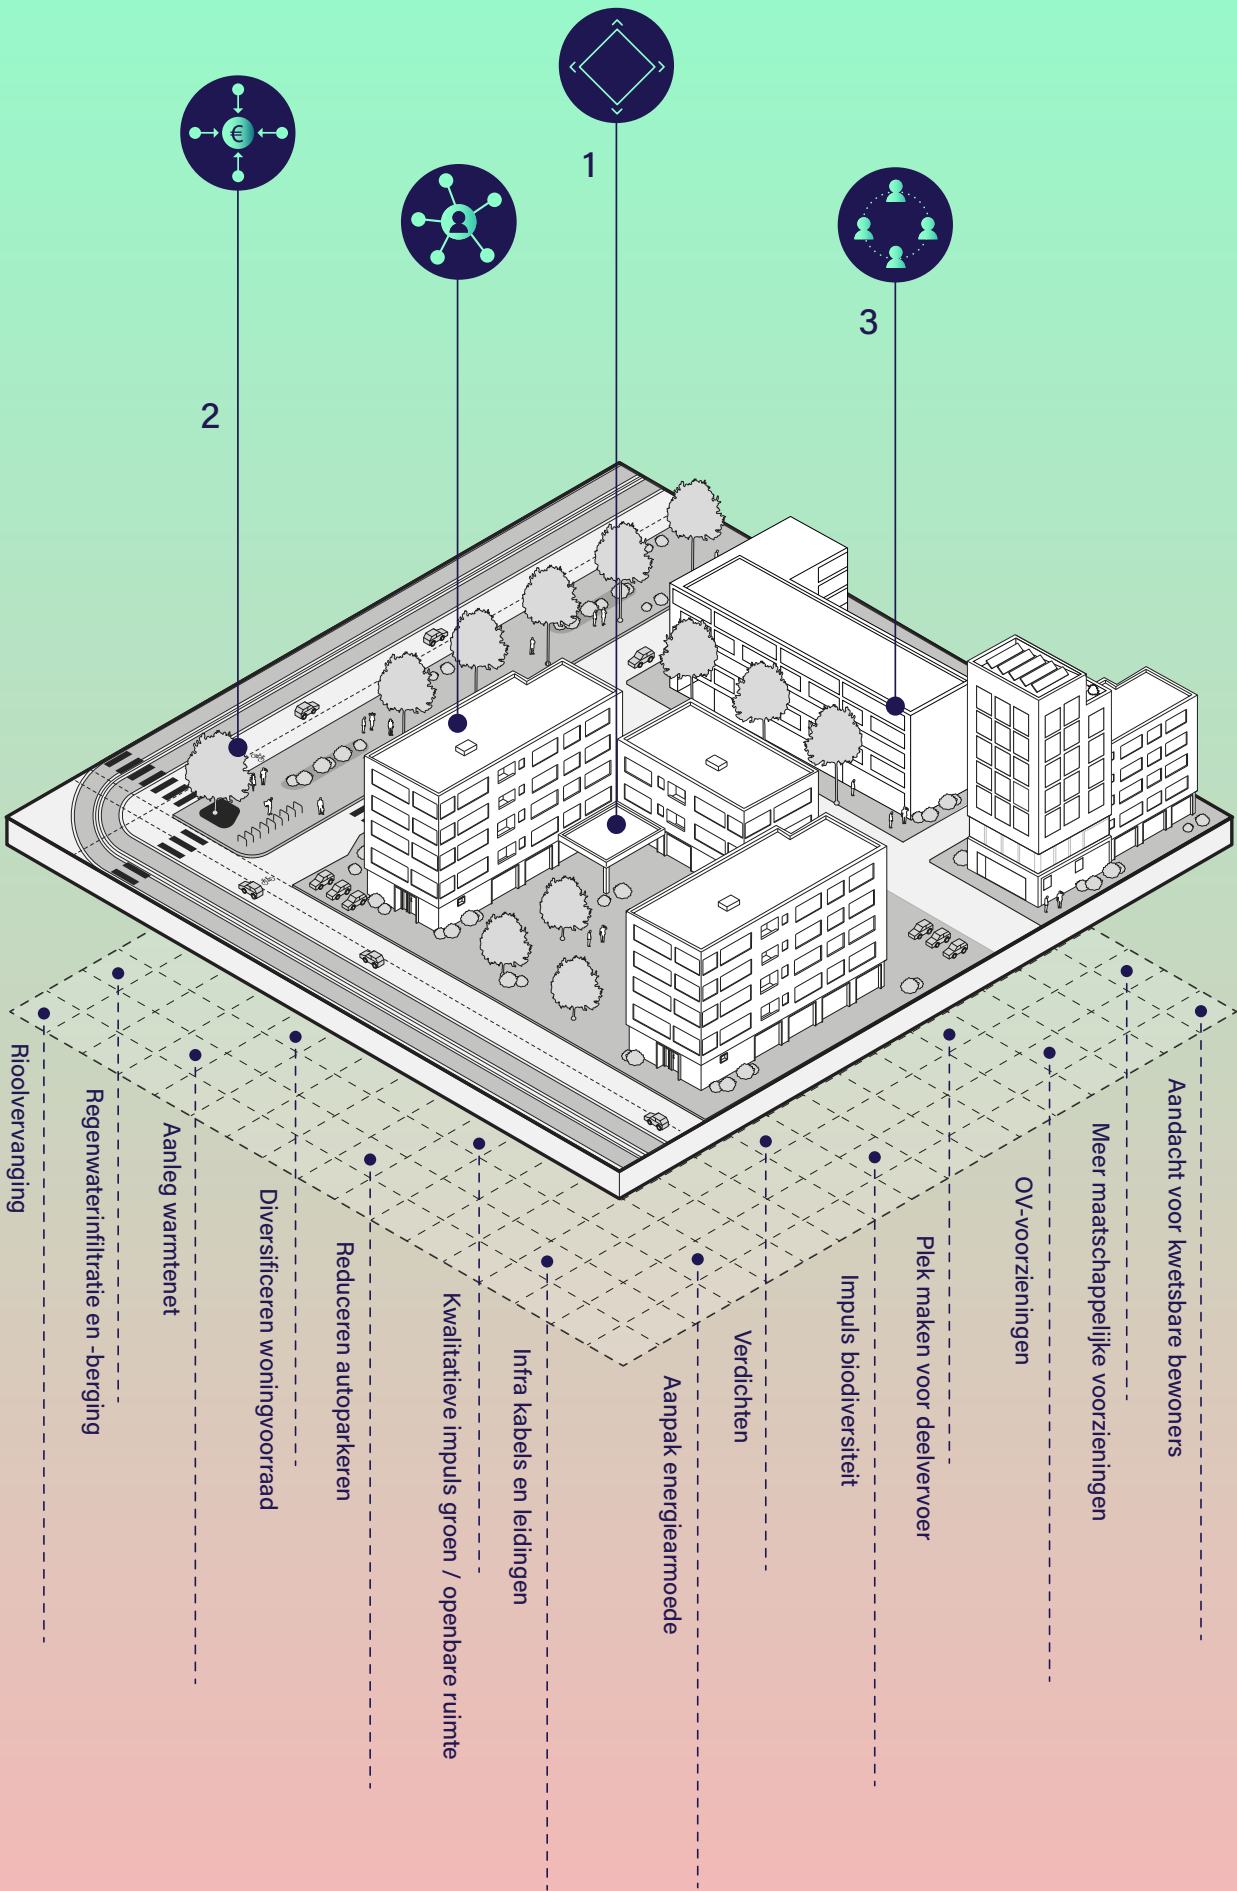 €
1
2
3
Rioolvervanging
Regenwaterinfiltratie en -berging
Aanleg warmtenet
Diversificeren woningvoorraad
Reduceren autoparkeren
Kwalitatieve impuls groen / openbare ruimte
Infra kabels en leidingen
Aanpak energiearmoede
Verdichten
Impuls biodiversiteit
Plek maken voor deelvervoer
OV-voorzieningen
Meer maatschappelijke voorzieningen
Aandacht voor kwetsbare bewoners